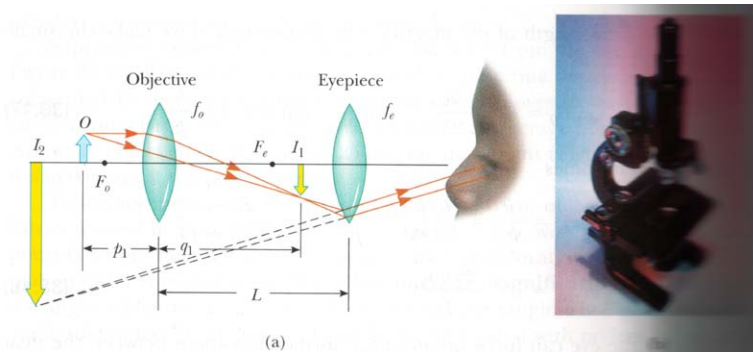 Objective
Eyepiece
f_o
f_e
O
I_2
F_e
I_1
F_o
p_1
q_1
L
(a)